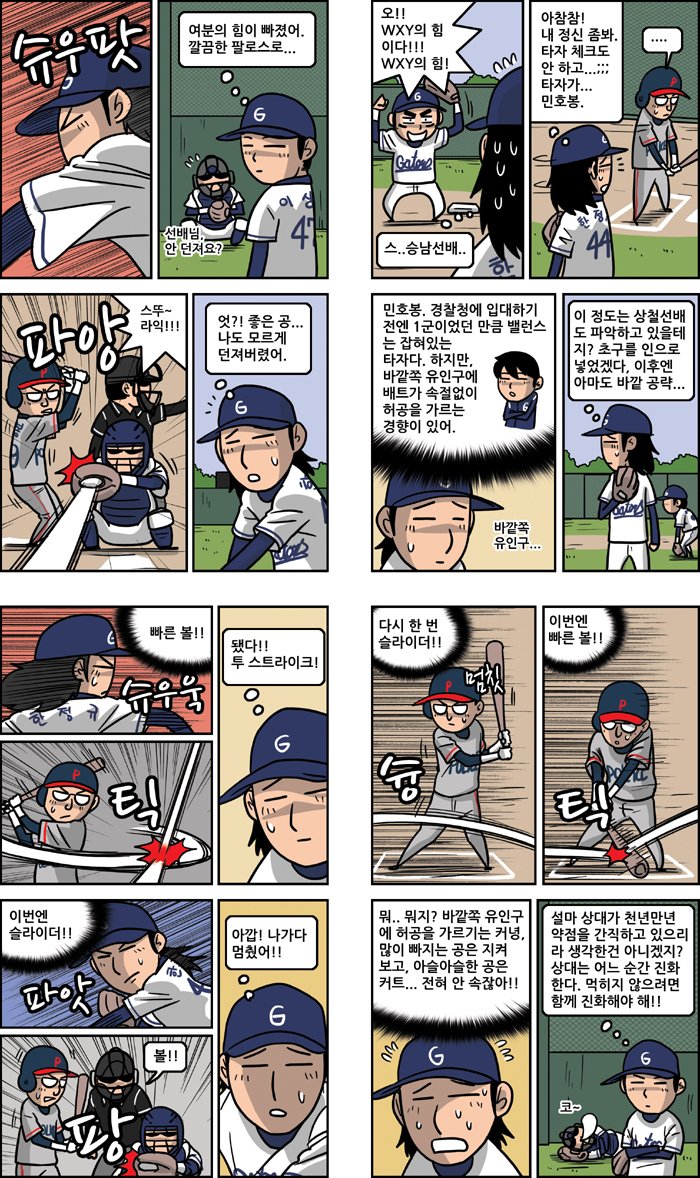 슈우팟
G
여분의 힘이 빠졌어.
깔끔한 팔로스로...
G
이 상
47
선배님,
안 던져요?
오!!
WXY의 힘
이다!!!
WXY의 힘!
G
Gators
스..승남선배..
한
아참참!
내 정신 좀봐.
타자 체크도
안 하고...;;;
타자가...
민호봉.
....
한 정
44
파앙
스뚜~
라익!!!
P
엇?! 좋은 공...
나도 모르게
던져버렸어.
G
민호봉. 경찰청에 입대하기
전엔 1군이었던 만큼 밸런스
는 잡혀있는
타자다. 하지만,
바깥쪽 유인구에
배트가 속절없이
허공을 가르는
경향이 있어.
G
바깥쪽
유인구...
이 정도는 상철선배
도 파악하고 있을테
지? 초구를 인으로
넣었겠다, 이후엔
아마도 바깥 공략...
G
Gators
빠른 볼!!
G
슈우욱
한 정 규
P
틱
됐다!!
투 스트라이크!
G
다시 한 번
슬라이더!!
P
멈칫
슝
이번엔
빠른 볼!!
P
틱
이번엔
슬라이더!!
G
파앗
볼!!
P
팡
아깝! 나가다
멈췄어!!
G
뭐.. 뭐지? 바깥쪽 유인구
에 허공을 가르기는 커녕,
많이 빠지는 공은 지켜
보고, 아슬아슬한 공은
커트... 전혀 안 속잖아!!
G
설마 상대가 천년만년
약점을 간직하고 있으리
라 생각한건 아니겠지?
상대는 어느 순간 진화
한다. 먹히지 않으려면
함께 진화해야 해!!
G
코~